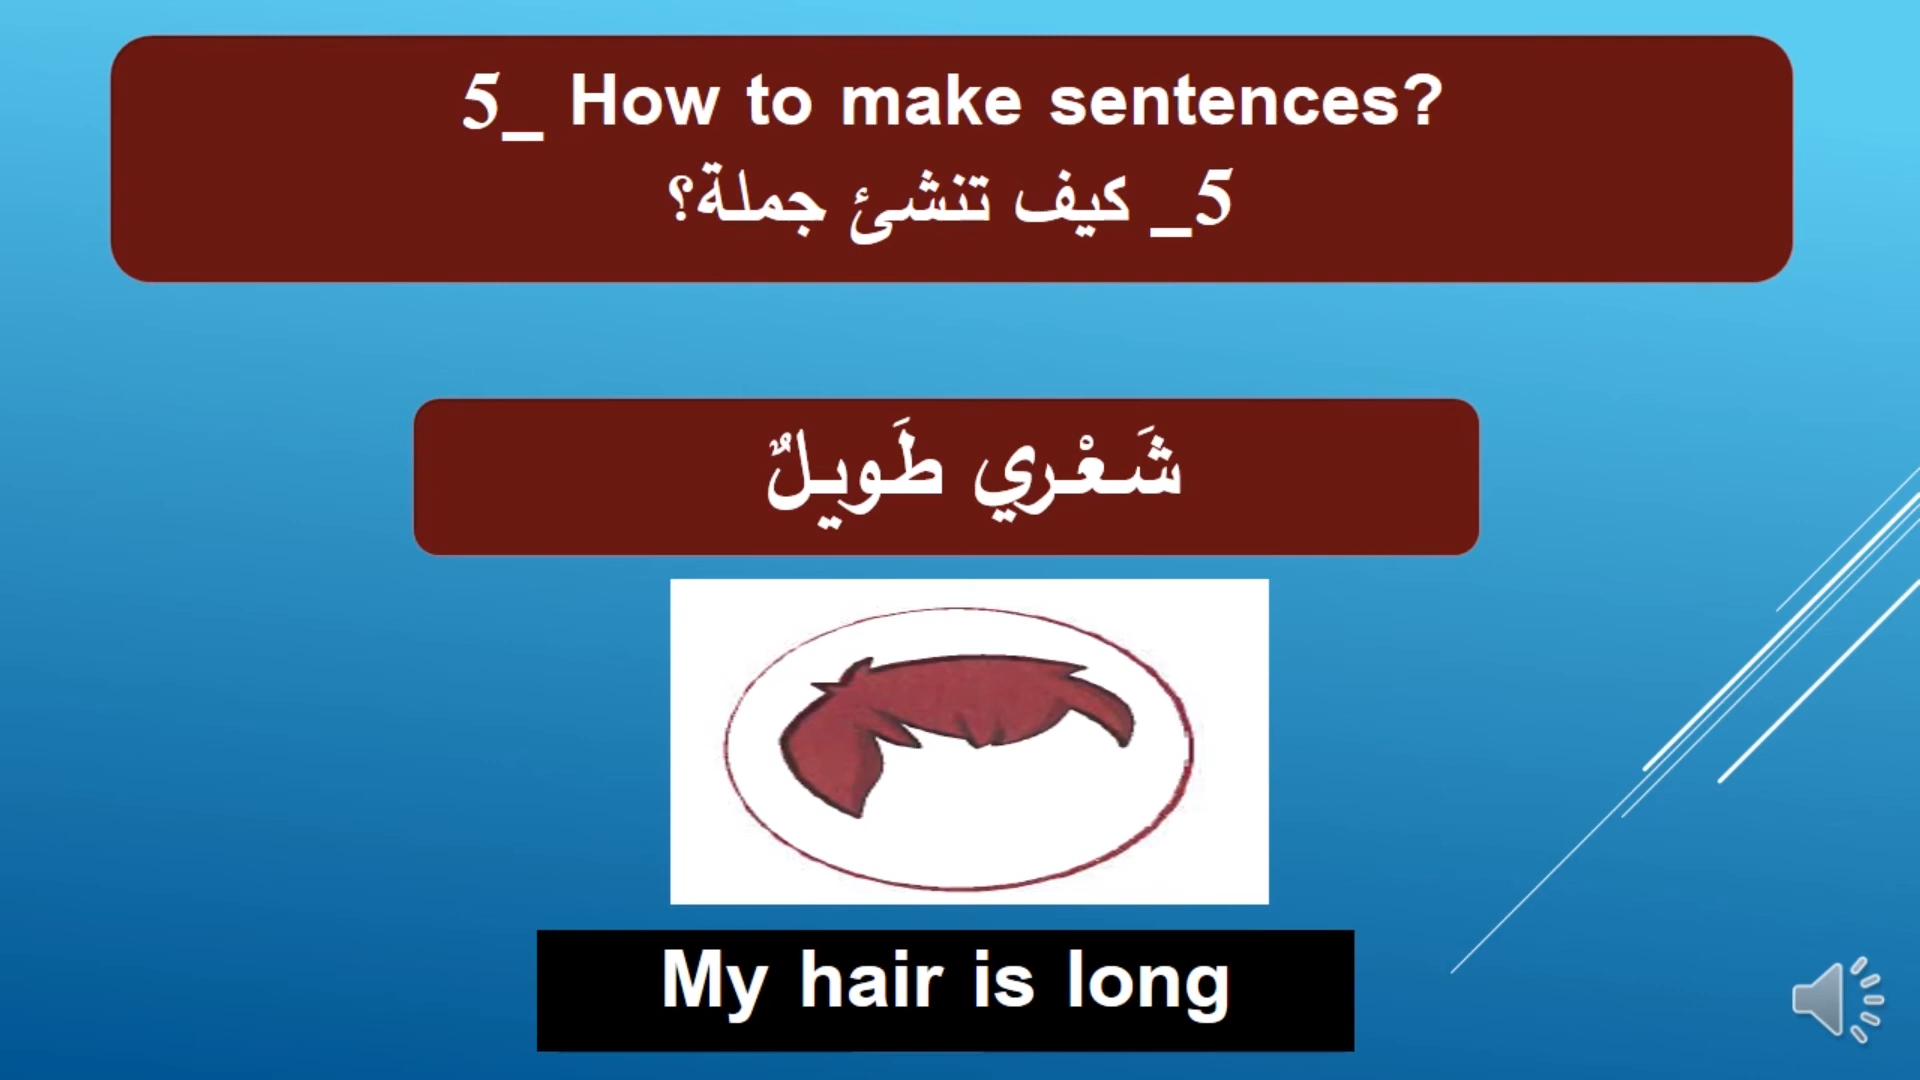 5_ How to make sentences?
5_ كيف تنشئ جملة؟
شَعْري طَويلٌ
My hair is long